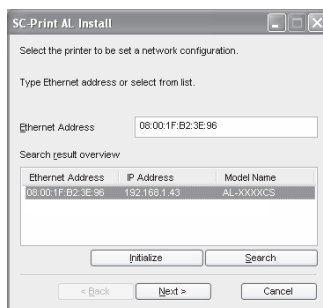 SC-Print AL Install
Select the printer to be set a network configuration.
Type Ethernet address or select from list.
Ethernet Address 08:00:1F:B2:3E:96
Search result overview
Ethernet Address IP Address Model Name
08:00:1F:B2:3E:96 192.168.1.43 AL-XXXXCS
Initialize Search
< Back Next > Cancel